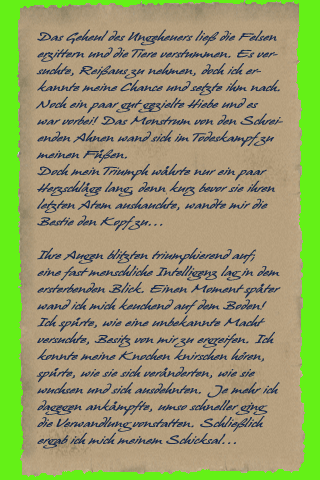 Das Geheul des Ungeheuers ließ die Felsen
erzittern und die Tiere verstummen. Es ver-
suchte, Reißaus zu nehmen, doch ich er-
kannte meine Chance und setzte ihm nach.
Noch ein paar gut gezielte Hiebe und es
war vorbei! Das Monstrum von den Schrei-
enden Ahnen wand sich im Todeskampf zu
meinen Füßen.
Doch mein Triumph währte nur ein paar
Herzschläge lang, denn kurz bevor sie ihren
letzten Atem aushauchte, wandte mir die
Bestie den Kopf zu...
Ihre Augen blitzten triumphierend auf;
eine fast menschliche Intelligenz lag in dem
ersterbenden Blick. Einen Moment später
wand ich mich keuchend auf dem Boden!
Ich spürte, wie eine unbekannte Macht
versuchte, Besitz von mir zu ergreifen. Ich
konnte meine Knochen knirschen hören,
spürte, wie sie sich veränderten, wie sie
wuchsen und sich ausdehnten. Je mehr ich
dagegen ankämpfte, umso schneller ging
die Verwandlung vonstatten. Schließlich
ergab ich mich meinem Schicksal...